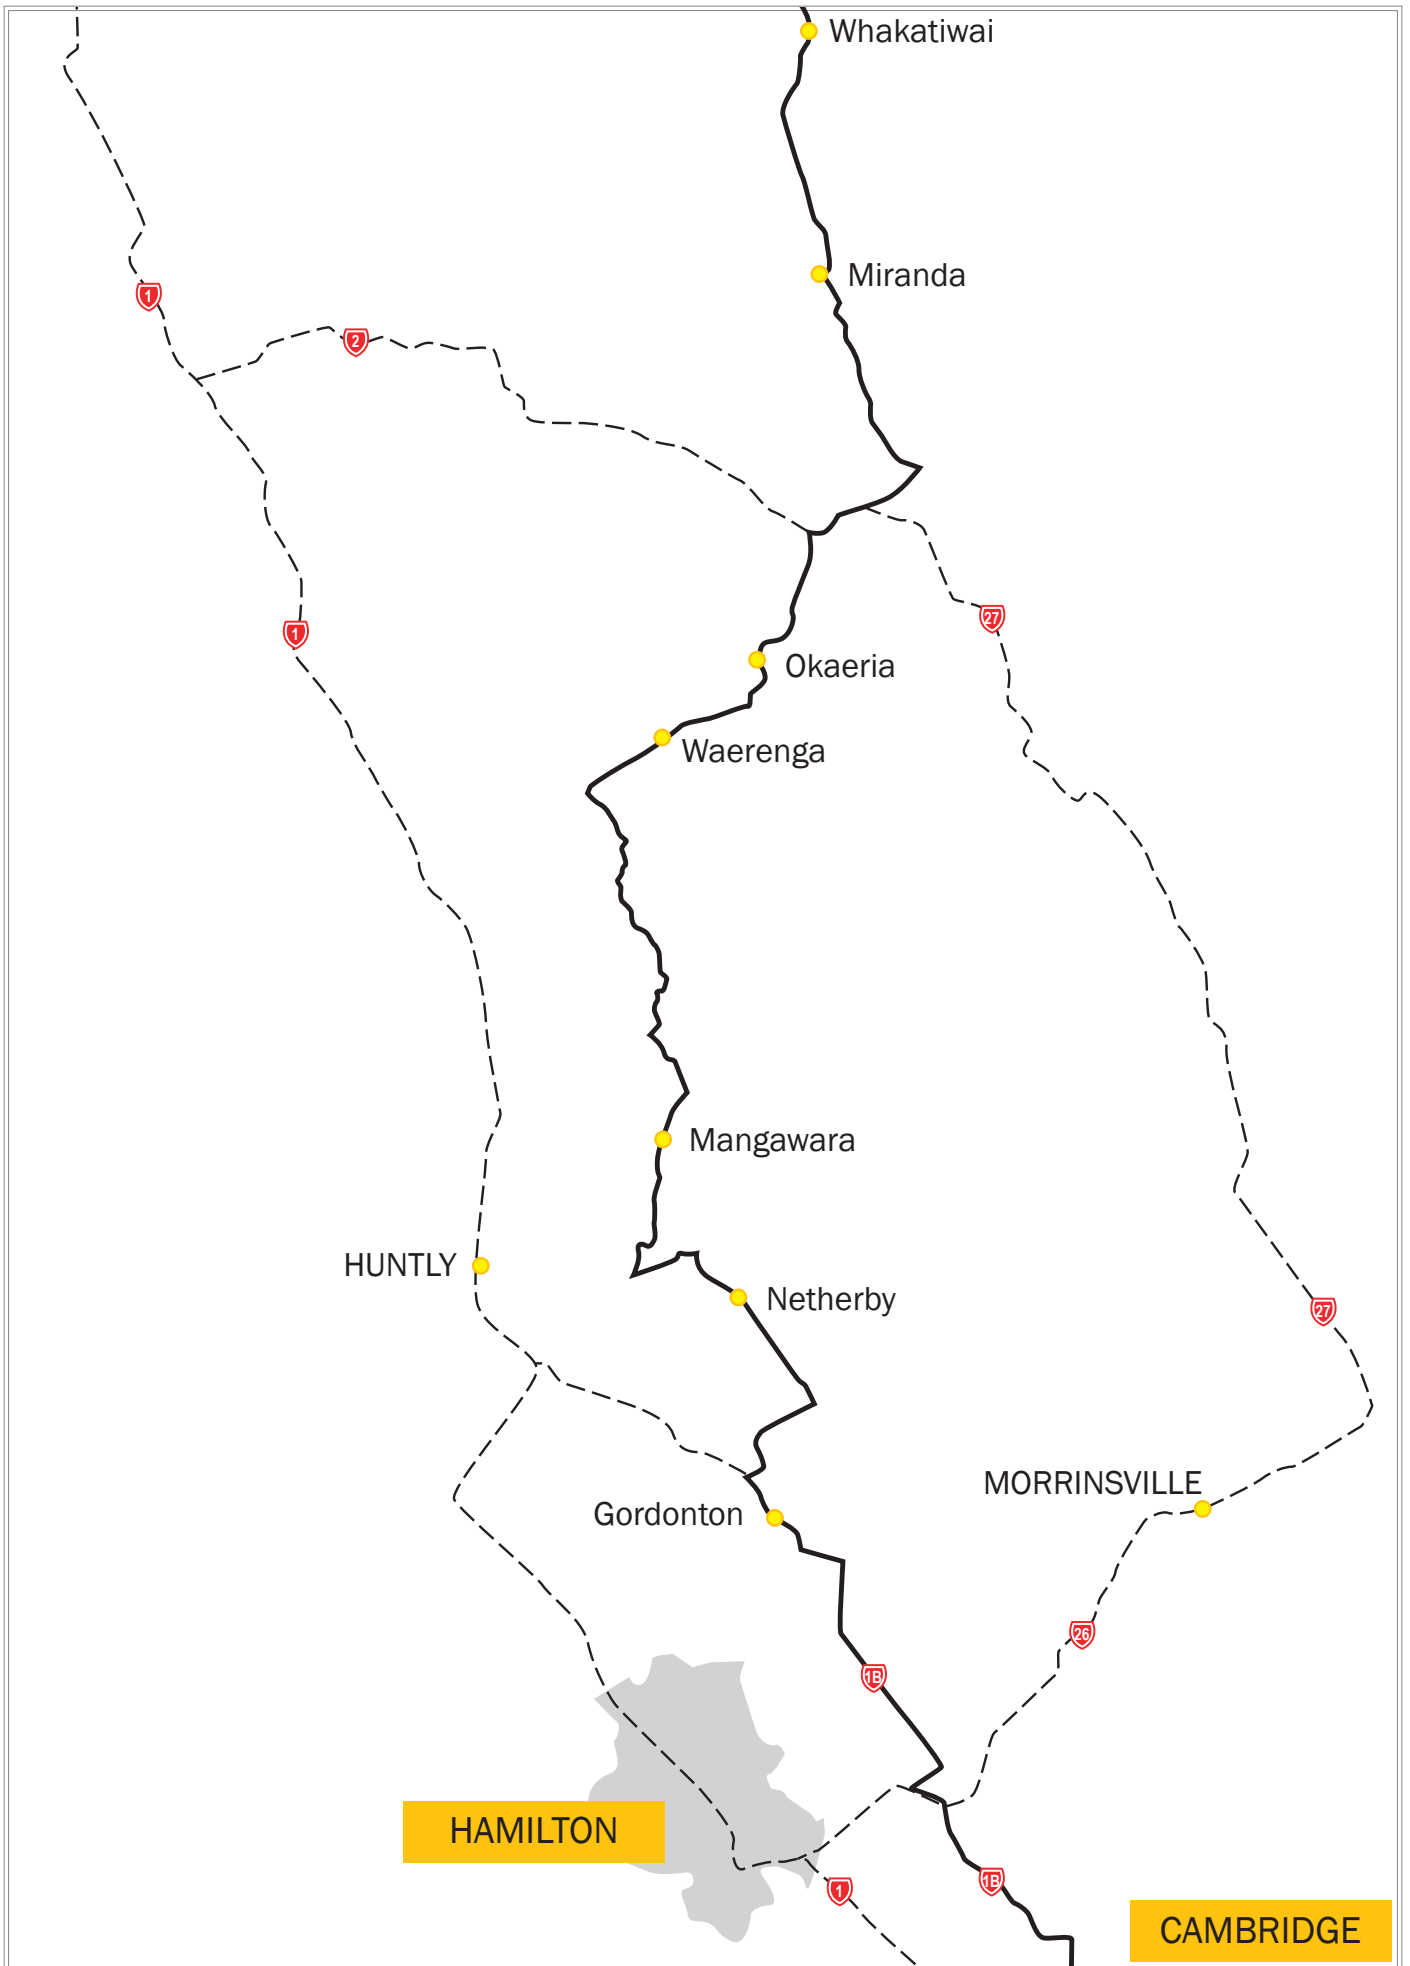 Whakatiwai
Miranda
1
2
27
1
Okaeria
Waerenga
Mangawara
HUNTLY
Netherby
27
MORRINSVILLE
Gordonton
26
1B
HAMILTON
1B
1
CAMBRIDGE